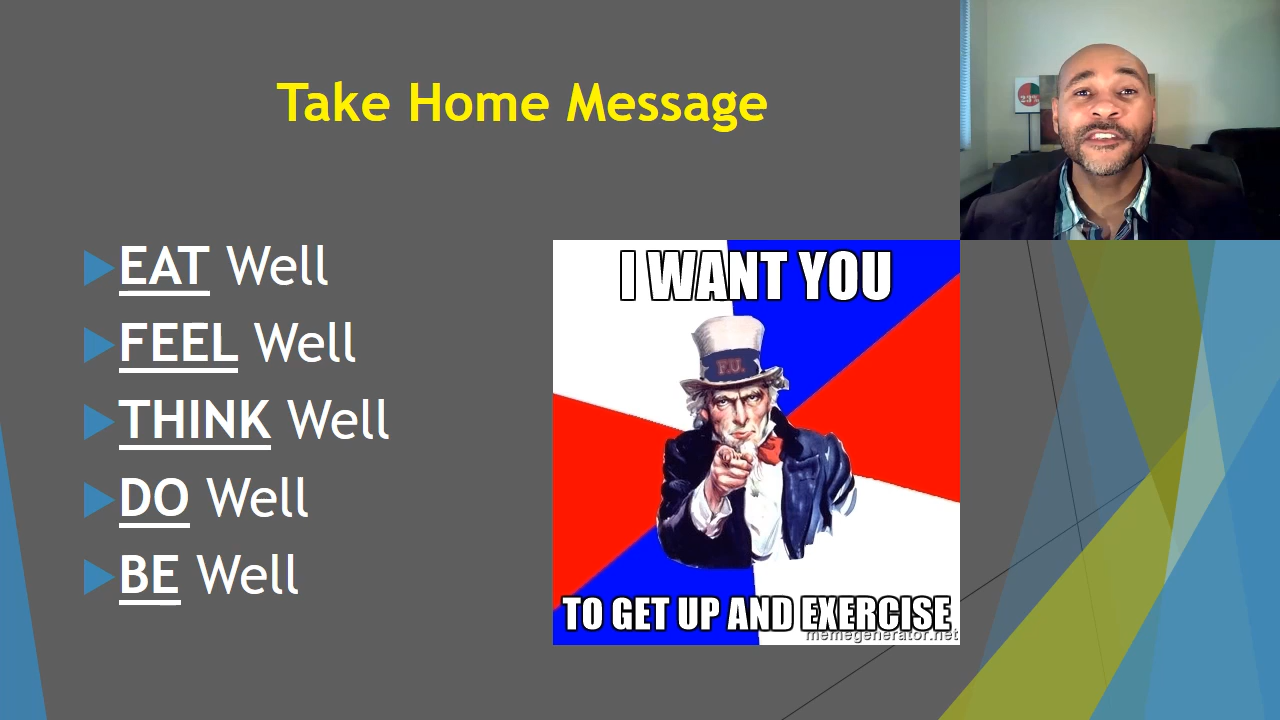 Take Home Message
EAT Well
FEEL Well
THINK Well
DO Well
BE Well
I WANT YOU
F.U.
TO GET UP AND EXERCISE
memegenerator.net
23%